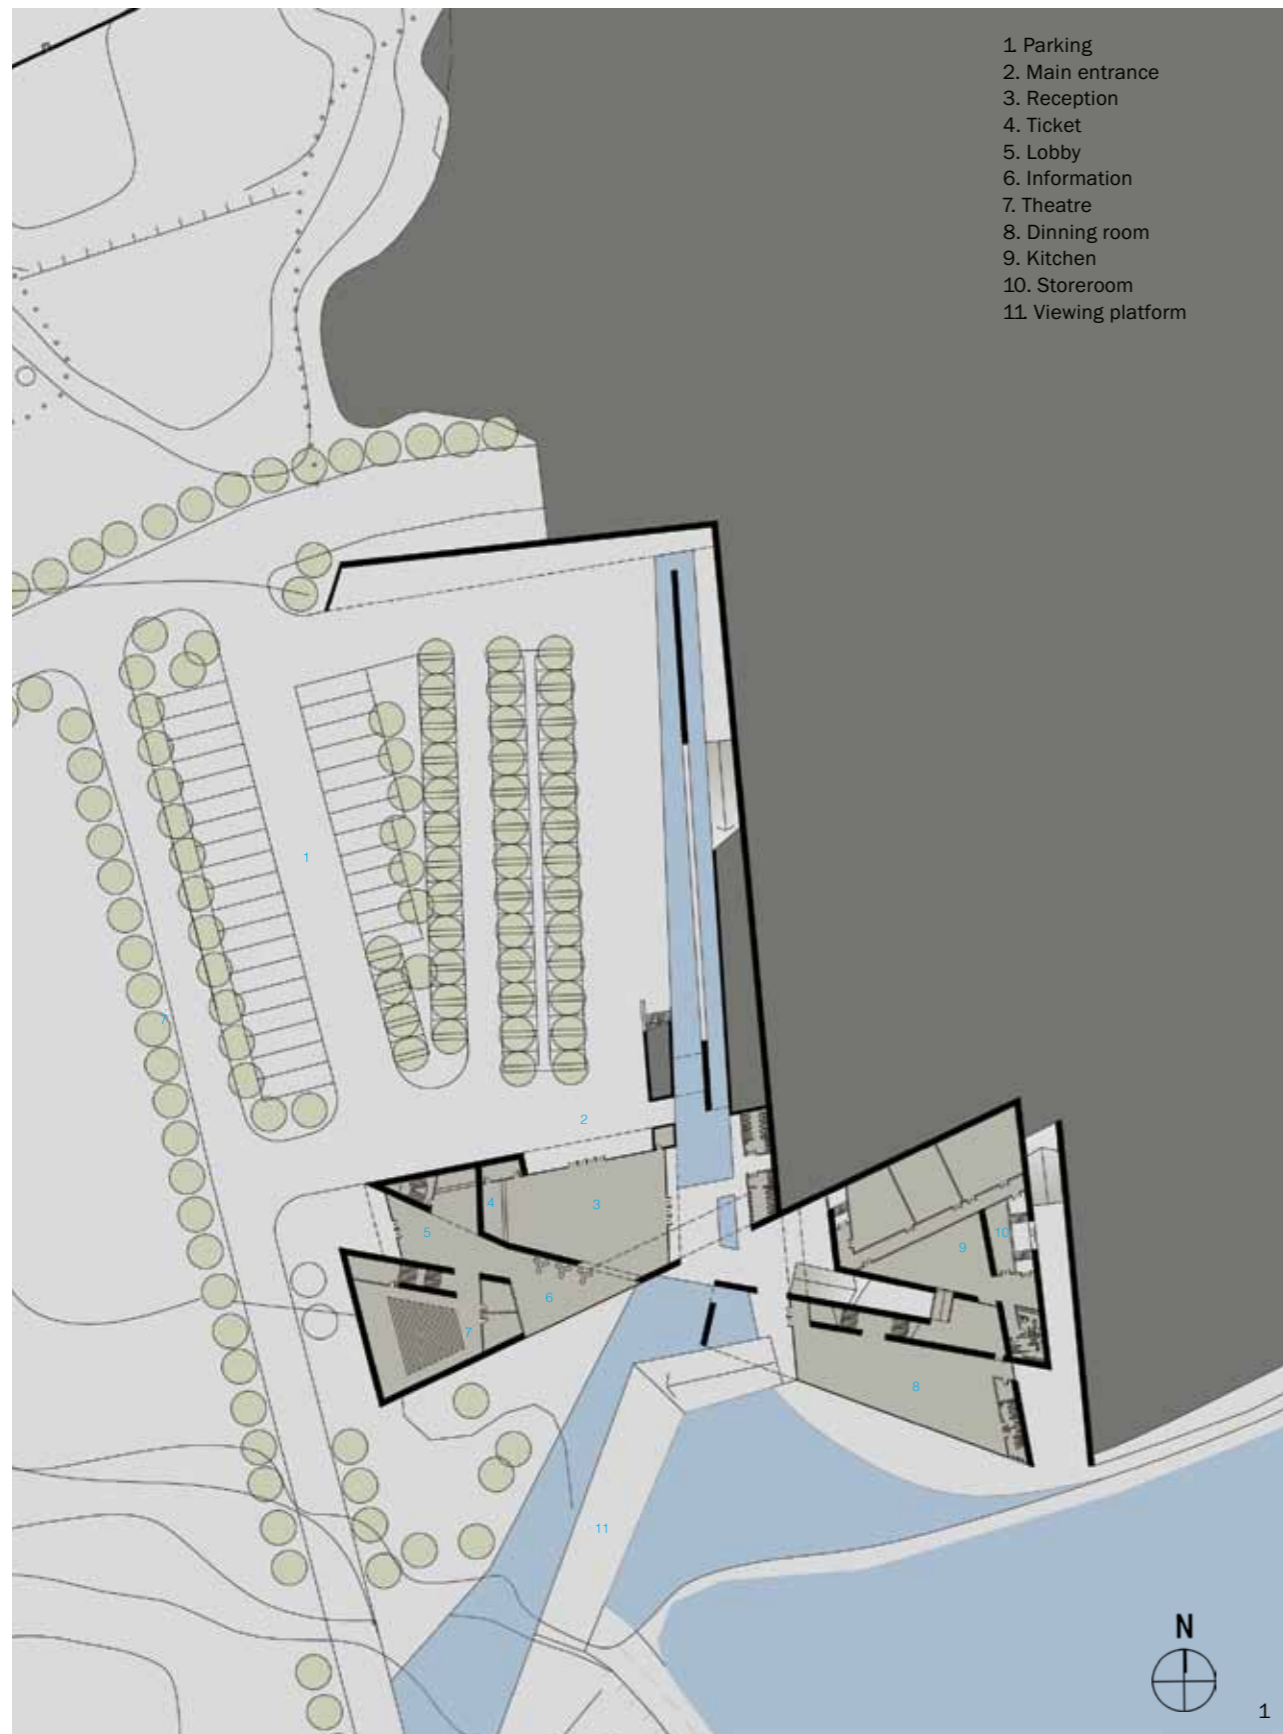 1. Parking
2. Main entrance
3. Reception
4. Ticket
5. Lobby
6. Information
7. Theatre
8. Dinning room
9. Kitchen
10. Storeroom
11. Viewing platform
1
7
2
4
3
5
10
9
6
7
8
11
N
1